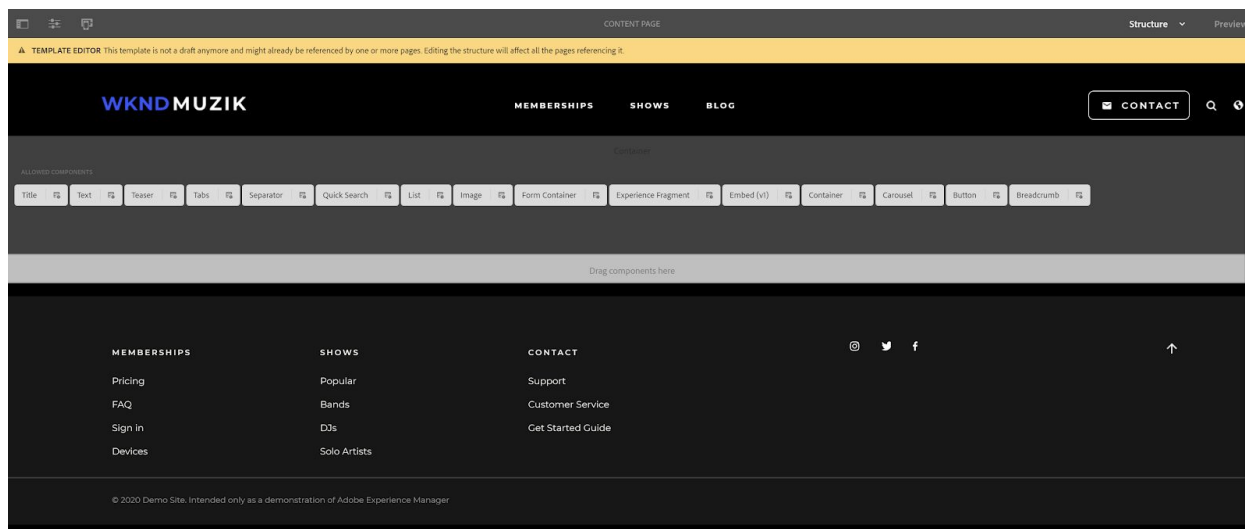 CONTENT PAGE
Structure
Preview
TEMPLATE EDITOR This template is not a draft anymore and might already be referenced by one or more pages. Editing the structure will affect all the pages referencing it.
WKNDMUZIK
MEMBERSHIPS SHOWS BLOG
CONTACT
Container
ALLOWED COMPONENTS
Title Text Teaser Tabs Separator Quick Search List Image Form Container Experience Fragment Embed (v1) Container Carousel Button Breadcrumb
Drag components here
MEMBERSHIPS
Pricing
FAQ
Sign in
Devices
SHOWS
Popular
Bands
DJs
Solo Artists
CONTACT
Support
Customer Service
Get Started Guide
© 2020 Demo Site. Intended only as a demonstration of Adobe Experience Manager